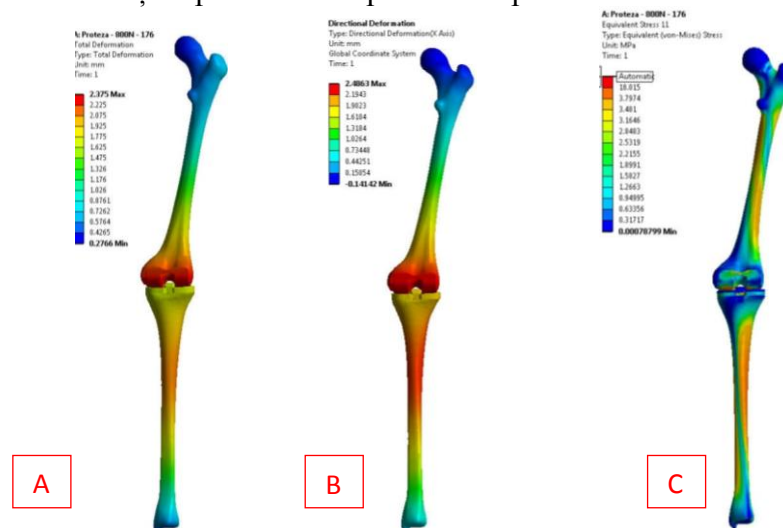 A: Proteza - 800N - 176
Total Deformation
Type: Total Deformation
Unit: mm
Time: 1
2.375 Max
2.225
2.075
1.925
1.775
1.625
1.475
1.326
1.176
1.026
0.8761
0.7262
0.5764
0.4265
0.2766 Min
A
Directional Deformation
Type: Directional Deformation(X Axis)
Unit: mm
Global Coordinate System
Time: 1
2.4863 Max
2.1943
1.9023
1.6104
1.3184
1.0264
0.73448
0.44251
0.15054
-0.14142 Min
B
A: Proteza - 800N - 176
Equivalent Stress 11
Type: Equivalent (von-Mises) Stress
Unit: MPa
Time: 1
Automatic
18.015
3.7974
3.481
3.1646
2.8483
2.5319
2.2155
1.8991
1.5827
1.2663
0.94995
0.63356
0.31717
0.00078799 Min
C